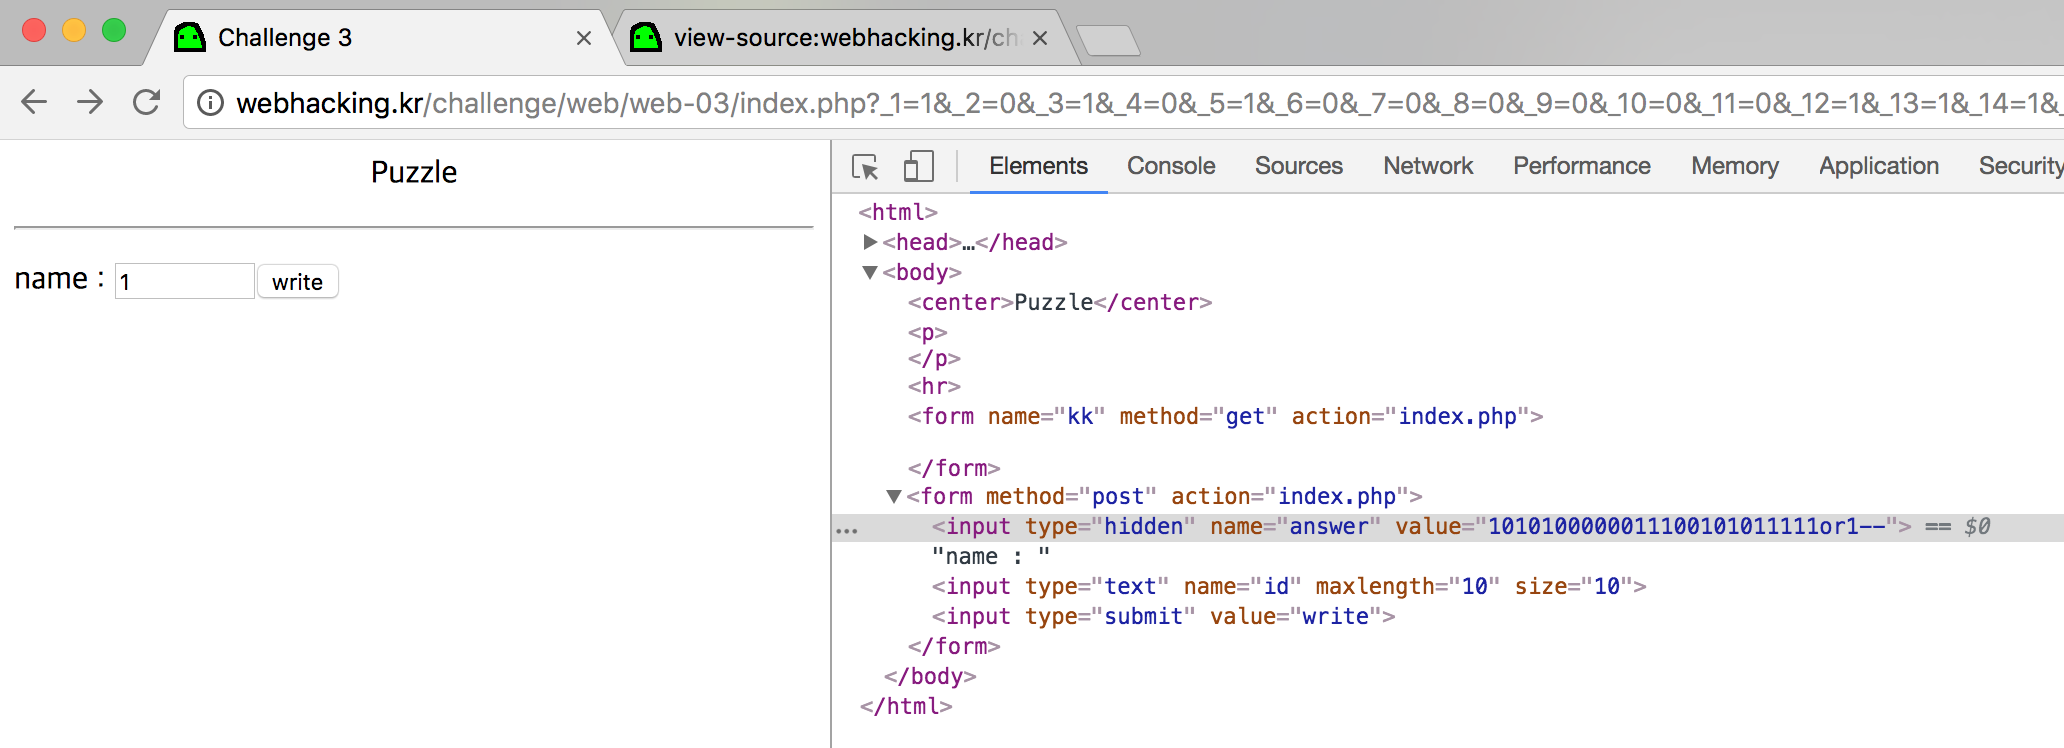 Challenge 3
view-source:webhacking.kr/ch
webhacking.kr/challenge/web/web-03/index.php?_1=1&_2=0&_3=1&_4=0&_5=1&_6=0&_7=0&_8=0&_9=0&_10=0&_11=0&_12=1&_13=1&_14=1&_
Puzzle
name : 1 write
Elements Console Sources Network Performance Memory Application Security
<html>
<head>…</head>
<body>
<center>Puzzle</center>
<p>
</p>
<hr>
<form name="kk" method="get" action="index.php">
</form>
<form method="post" action="index.php">
... <input type="hidden" name="answer" value="1010100000011100101011111or1--"> == $0
"name : "
<input type="text" name="id" maxlength="10" size="10">
<input type="submit" value="write">
</form>
</body>
</html>